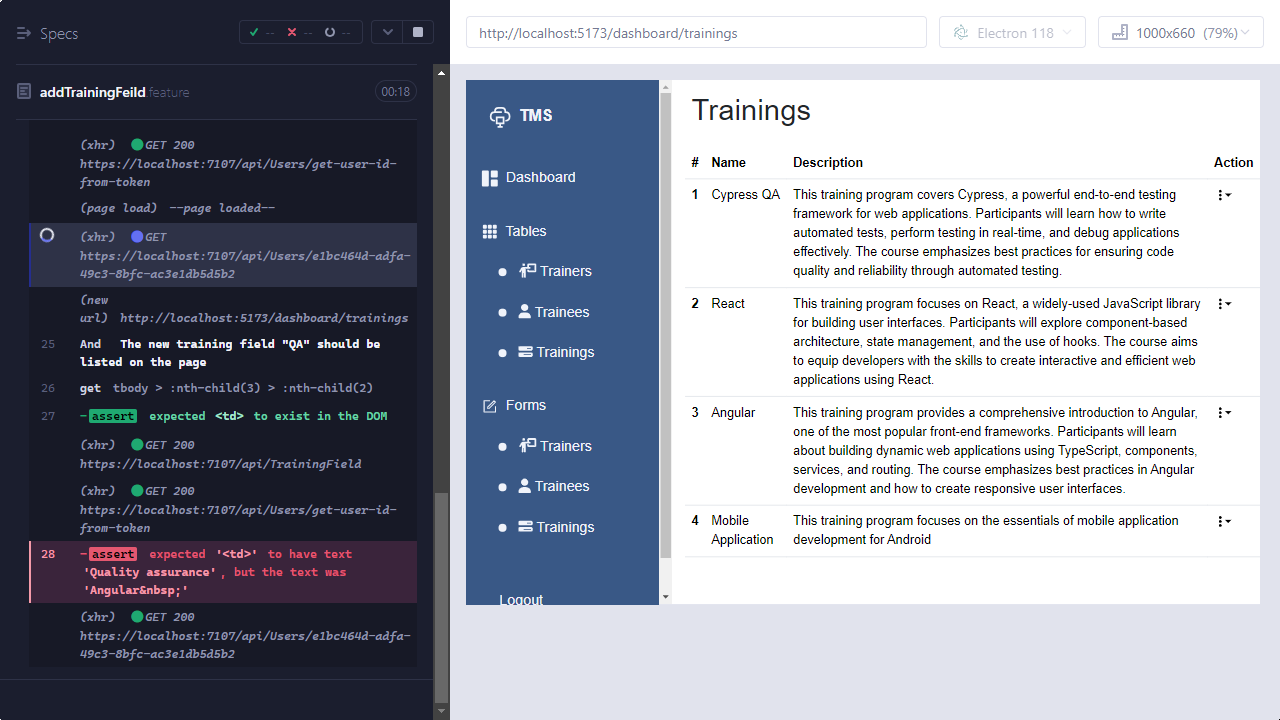 Specs
-- -- --
addTrainingFeild.feature 00:18
(xhr) GET 200
https://localhost:7107/api/Users/get-user-id-
from-token
(page load) --page loaded--
(xhr) GET
https://localhost:7107/api/Users/e1bc464d-adfa-
49c3-8bfc-ac3e1db5d5b2
(new
url) http://localhost:5173/dashboard/trainings
25 And The new training field "QA" should be
listed on the page
26 get tbody > :nth-child(3) > :nth-child(2)
27 -assert expected <td> to exist in the DOM
(xhr) GET 200
https://localhost:7107/api/TrainingField
(xhr) GET 200
https://localhost:7107/api/Users/get-user-id-
from-token
28 -assert expected '<td>' to have text
'Quality assurance', but the text was
'Angular&nbsp;'
(xhr) GET 200
https://localhost:7107/api/Users/e1bc464d-adfa-
49c3-8bfc-ac3e1db5d5b2
http://localhost:5173/dashboard/trainings
Electron 118
1000x660 (79%)
TMS
Dashboard
Tables
Trainers
Trainees
Trainings
Forms
Trainers
Trainees
Trainings
Logout
Trainings
# Name Description Action
1 Cypress QA This training program covers Cypress, a powerful end-to-end testing
framework for web applications. Participants will learn how to write
automated tests, perform testing in real-time, and debug applications
effectively. The course emphasizes best practices for ensuring code
quality and reliability through automated testing.
2 React This training program focuses on React, a widely-used JavaScript library
for building user interfaces. Participants will explore component-based
architecture, state management, and the use of hooks. The course aims
to equip developers with the skills to create interactive and efficient web
applications using React.
3 Angular This training program provides a comprehensive introduction to Angular,
one of the most popular front-end frameworks. Participants will learn
about building dynamic web applications using TypeScript, components,
services, and routing. The course emphasizes best practices in Angular
development and how to create responsive user interfaces.
4 Mobile This training program focuses on the essentials of mobile application
Application development for Android